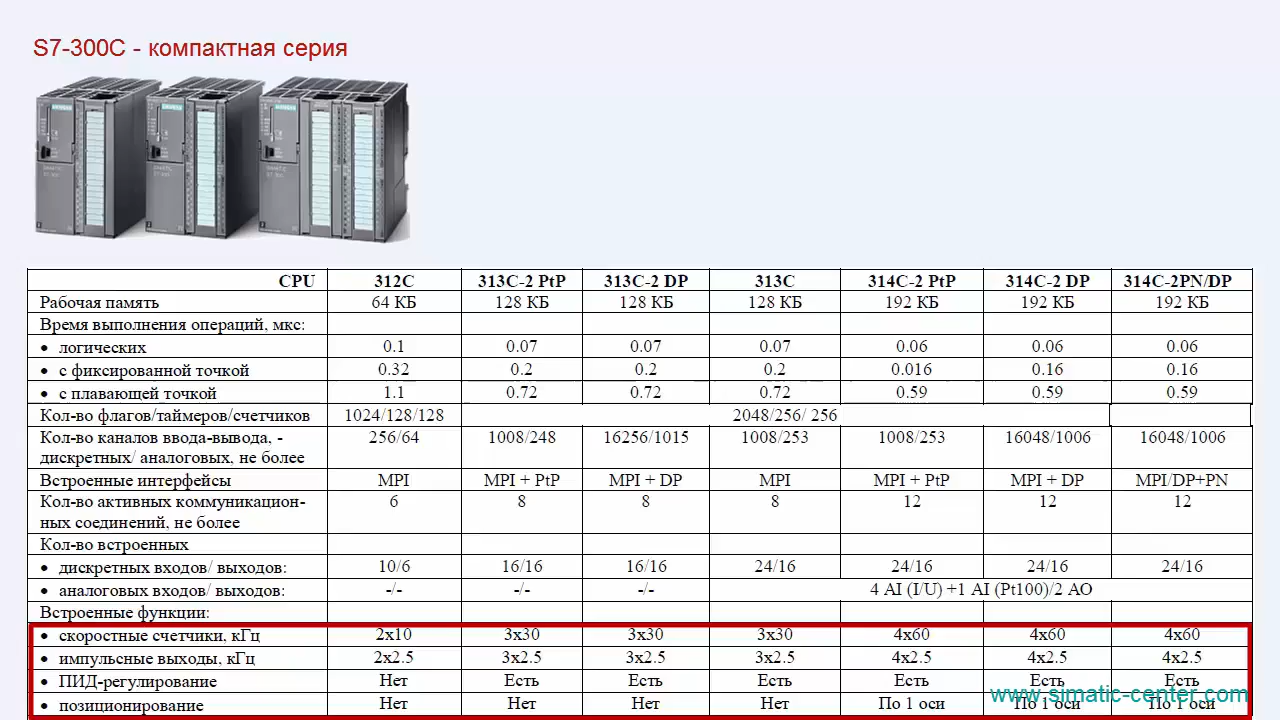 S7-300C - компактная серия
SIEMENS SIEMENS SIEMENS
CPU 312C 313C-2 PtP 313C-2 DP 313C 314C-2 PtP 314C-2 DP 314C-2PN/DP
Рабочая память 64 КБ 128 КБ 128 КБ 128 КБ 192 КБ 192 КБ 192 КБ
Время выполнения операций, мкс:
• логических 0.1 0.07 0.07 0.07 0.06 0.06 0.06
• с фиксированной точкой 0.32 0.2 0.2 0.2 0.016 0.16 0.16
• с плавающей точкой 1.1 0.72 0.72 0.72 0.59 0.59 0.59
Кол-во флагов/таймеров/счетчиков 1024/128/128 2048/256/ 256
Кол-во каналов ввода-вывода, - 256/64 1008/248 16256/1015 1008/253 1008/253 16048/1006 16048/1006
дискретных/ аналоговых, не более
Встроенные интерфейсы MPI MPI + PtP MPI + DP MPI MPI + PtP MPI + DP MPI/DP+PN
Кол-во активных коммуникацион- 6 8 8 8 12 12 12
ных соединений, не более
Кол-во встроенных
• дискретных входов/ выходов: 10/6 16/16 16/16 24/16 24/16 24/16 24/16
• аналоговых входов/ выходов: -/- -/- -/- 4 AI (I/U) +1 AI (Pt100)/2 AO
Встроенные функции:
• скоростные счетчики, кГц 2x10 3x30 3x30 3x30 4x60 4x60 4x60
• импульсные выходы, кГц 2x2.5 3x2.5 3x2.5 3x2.5 4x2.5 4x2.5 4x2.5
• ПИД-регулирование Нет Есть Есть Есть Есть Есть Есть
www.simatic-center.com
• позиционирование Нет Нет Нет Нет По 1 оси По 1 оси По 1 оси